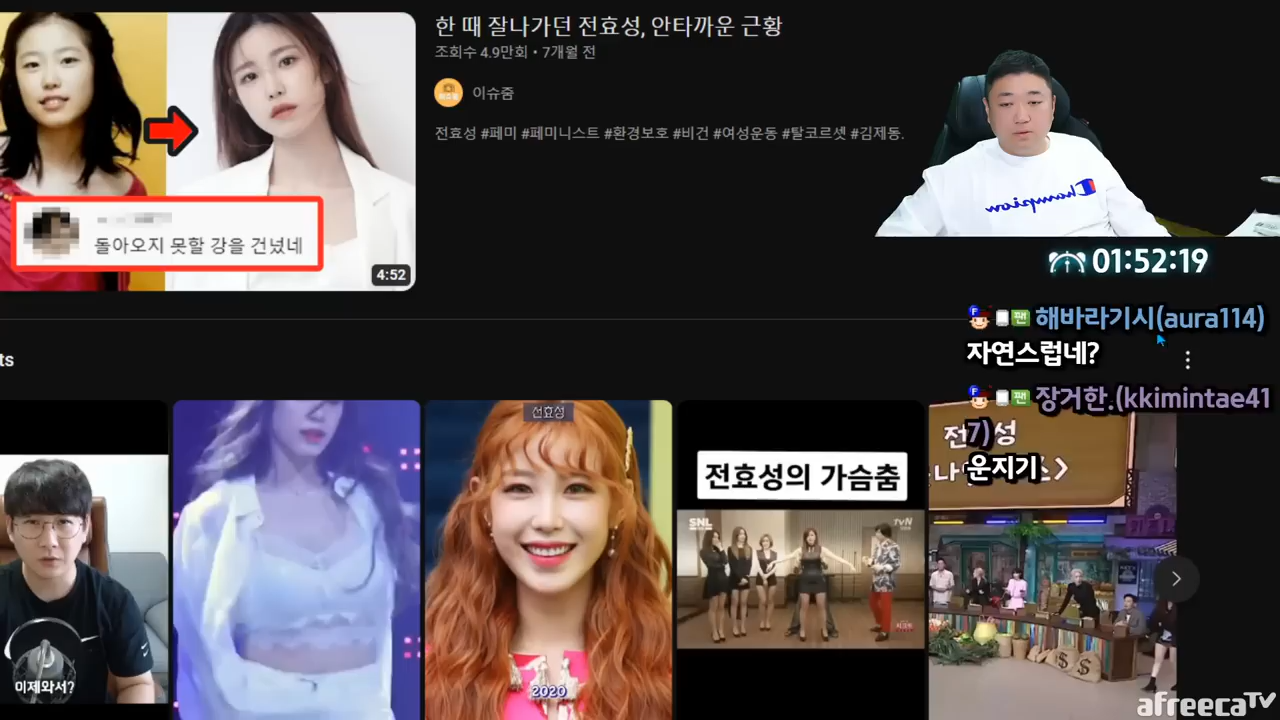 한 때 잘나가던 전효성, 안타까운 근황
조회수 4.9만회 • 7개월 전
이슈줌
전효성 #페미 #페미니스트 #환경보호 #비건 #여성운동 #탈코르셋 #김제동.
돌아오지 못할 강을 건넜네
4:52
Champion
01:52:19
해바라기시(aura114)
자연스럽네?
장거한.(kkimintae41
7)
운지기
ts
이제와서?
전효성
2020
전효성의 가슴춤
SNL
tvN
전 성
afreecaTV